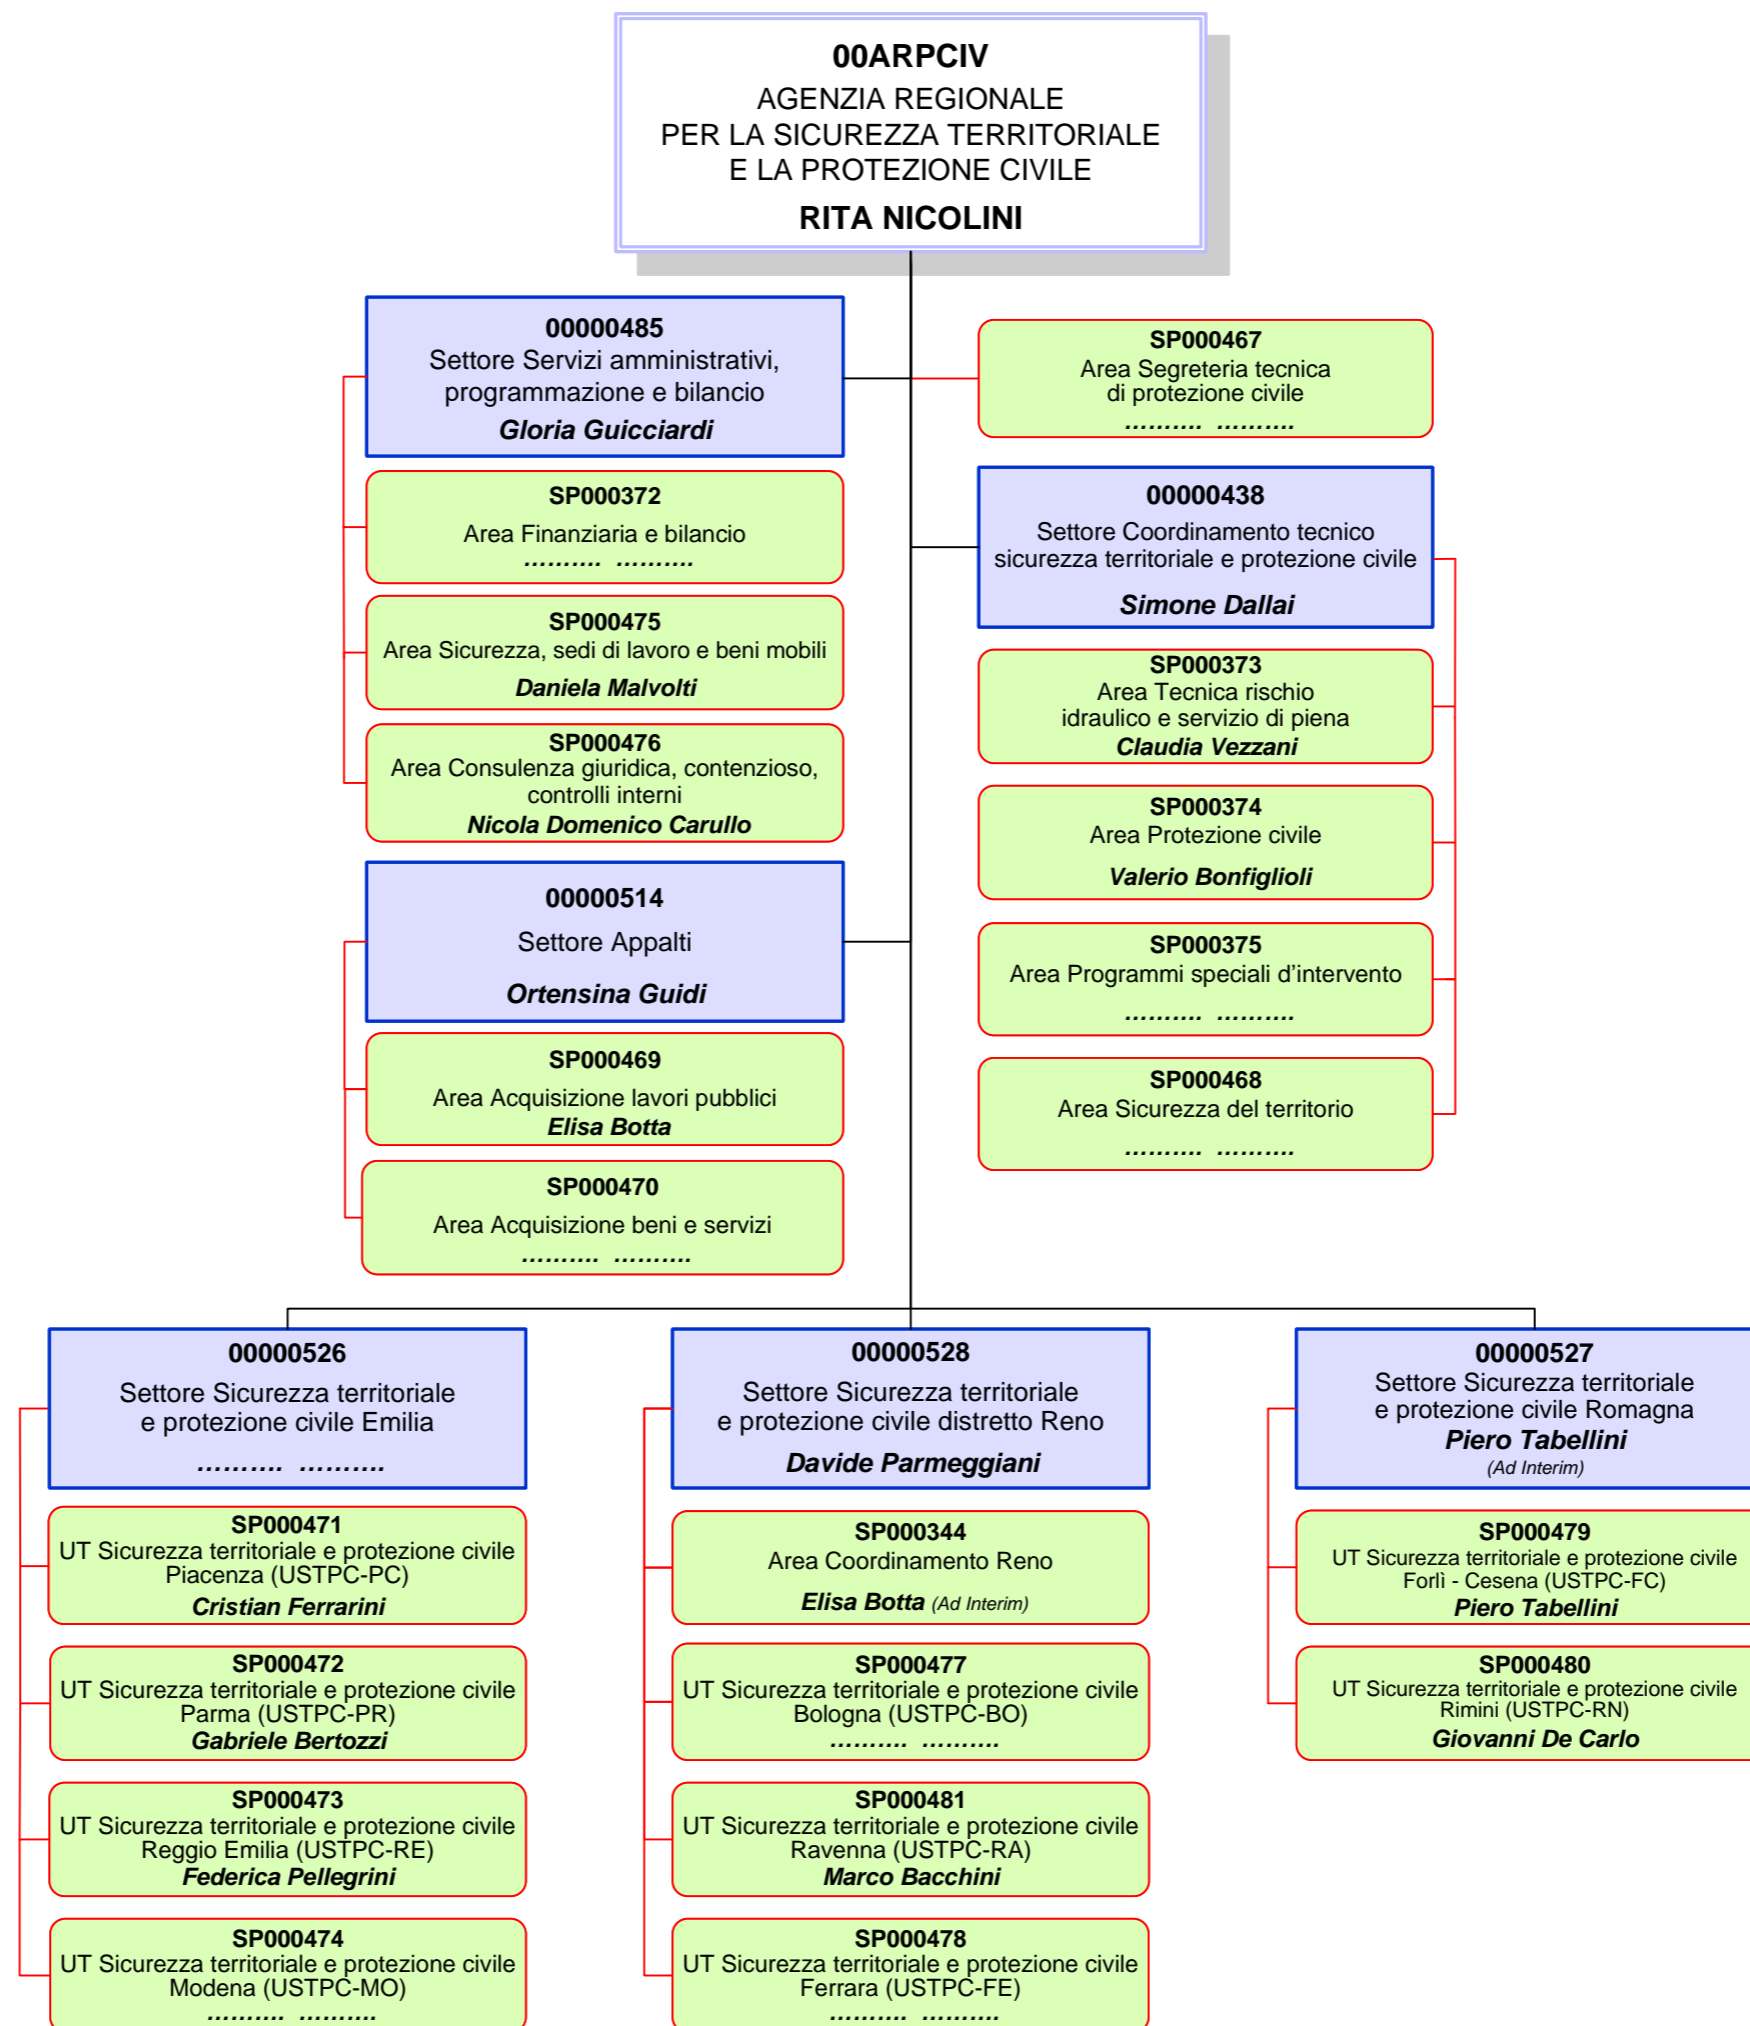 00ARPCIV
AGENZIA REGIONALE
PER LA SICUREZZA TERRITORIALE
E LA PROTEZIONE CIVILE
RITA NICOLINI
00000485
Settore Servizi amministrativi,
programmazione e bilancio
Gloria Guicciardi
SP000372
Area Finanziaria e bilancio
………. ……….
SP000475
Area Sicurezza, sedi di lavoro e beni mobili
Daniela Malvolti
SP000476
Area Consulenza giuridica, contenzioso,
controlli interni
Nicola Domenico Carullo
00000514
Settore Appalti
Ortensina Guidi
SP000469
Area Acquisizione lavori pubblici
Elisa Botta
SP000470
Area Acquisizione beni e servizi
………. ……….
SP000467
Area Segreteria tecnica
di protezione civile
………. ……….
00000438
Settore Coordinamento tecnico
sicurezza territoriale e protezione civile
Simone Dallai
SP000373
Area Tecnica rischio
idraulico e servizio di piena
Claudia Vezzani
SP000374
Area Protezione civile
Valerio Bonfiglioli
SP000375
Area Programmi speciali d’intervento
………. ……….
SP000468
Area Sicurezza del territorio
………. ……….
00000526
Settore Sicurezza territoriale
e protezione civile Emilia
………. ……….
SP000471
UT Sicurezza territoriale e protezione civile
Piacenza (USTPC-PC)
Cristian Ferrarini
SP000472
UT Sicurezza territoriale e protezione civile
Parma (USTPC-PR)
Gabriele Bertozzi
SP000473
UT Sicurezza territoriale e protezione civile
Reggio Emilia (USTPC-RE)
Federica Pellegrini
SP000474
UT Sicurezza territoriale e protezione civile
Modena (USTPC-MO)
………. ……….
00000528
Settore Sicurezza territoriale
e protezione civile distretto Reno
Davide Parmeggiani
SP000344
Area Coordinamento Reno
Elisa Botta (Ad Interim)
SP000477
UT Sicurezza territoriale e protezione civile
Bologna (USTPC-BO)
………. ……….
SP000481
UT Sicurezza territoriale e protezione civile
Ravenna (USTPC-RA)
Marco Bacchini
SP000478
UT Sicurezza territoriale e protezione civile
Ferrara (USTPC-FE)
………. ……….
00000527
Settore Sicurezza territoriale
e protezione civile Romagna
Piero Tabellini
(Ad Interim)
SP000479
UT Sicurezza territoriale e protezione civile
Forlì - Cesena (USTPC-FC)
Piero Tabellini
SP000480
UT Sicurezza territoriale e protezione civile
Rimini (USTPC-RN)
Giovanni De Carlo